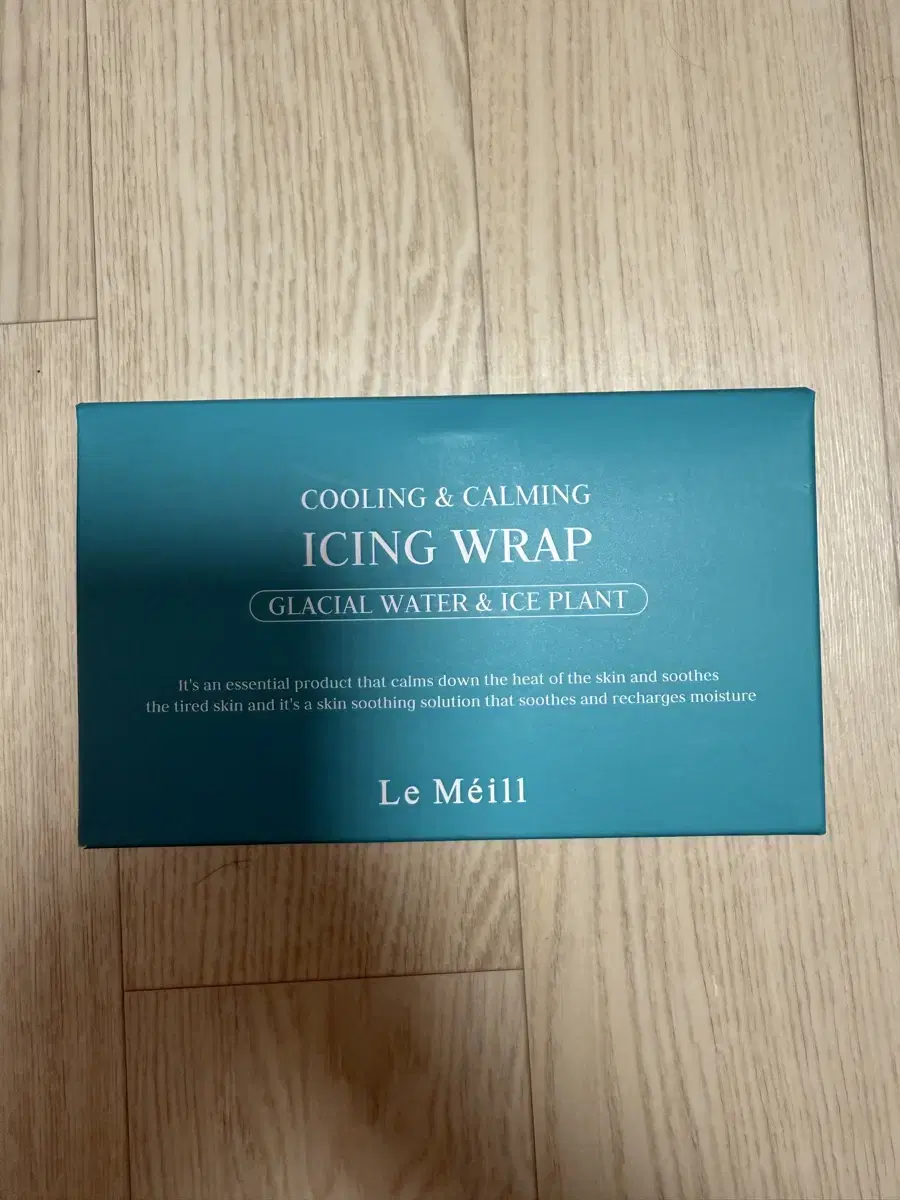 COOLING & CALMING
ICING WRAP
GLACIAL WATER & ICE PLANT
It's an essential product that calms down the heat of the skin and soothes
the tired skin and it's a skin soothing solution that soothes and recharges moisture
Le Méill